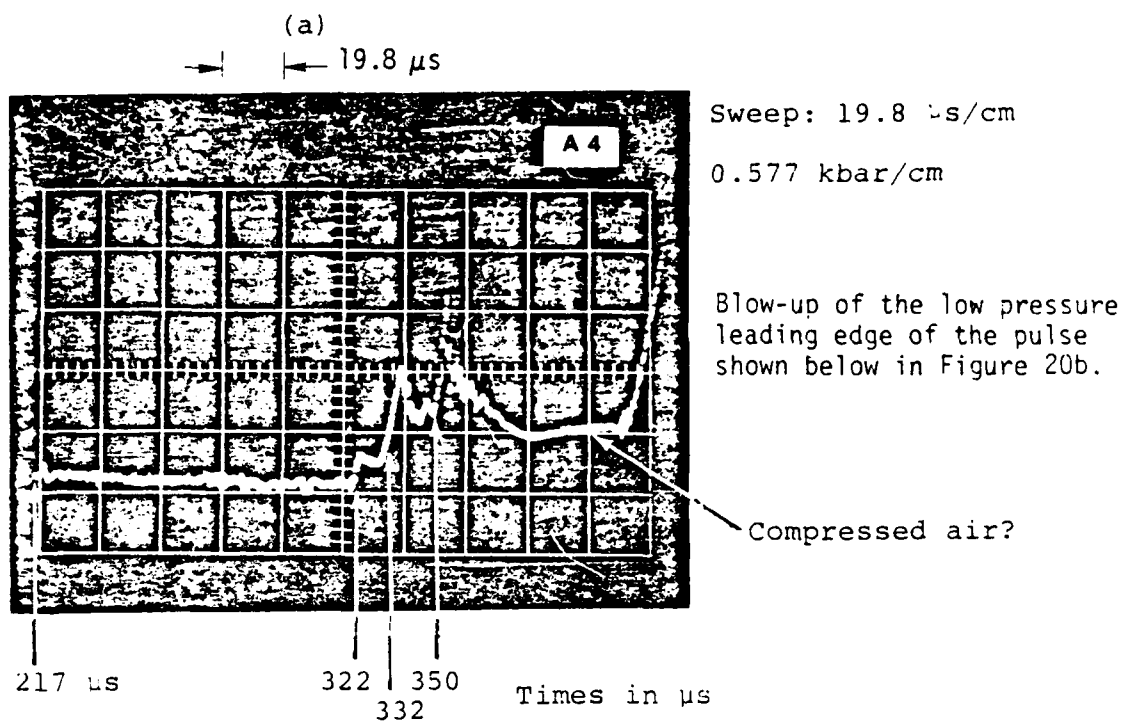 (a)
19.8 μs
A 4
Sweep: 19.8 μs/cm
0.577 kbar/cm
Blow-up of the low pressure
leading edge of the pulse
shown below in Figure 20b.
Compressed air?
217 μs
322
350
332
Times in μs